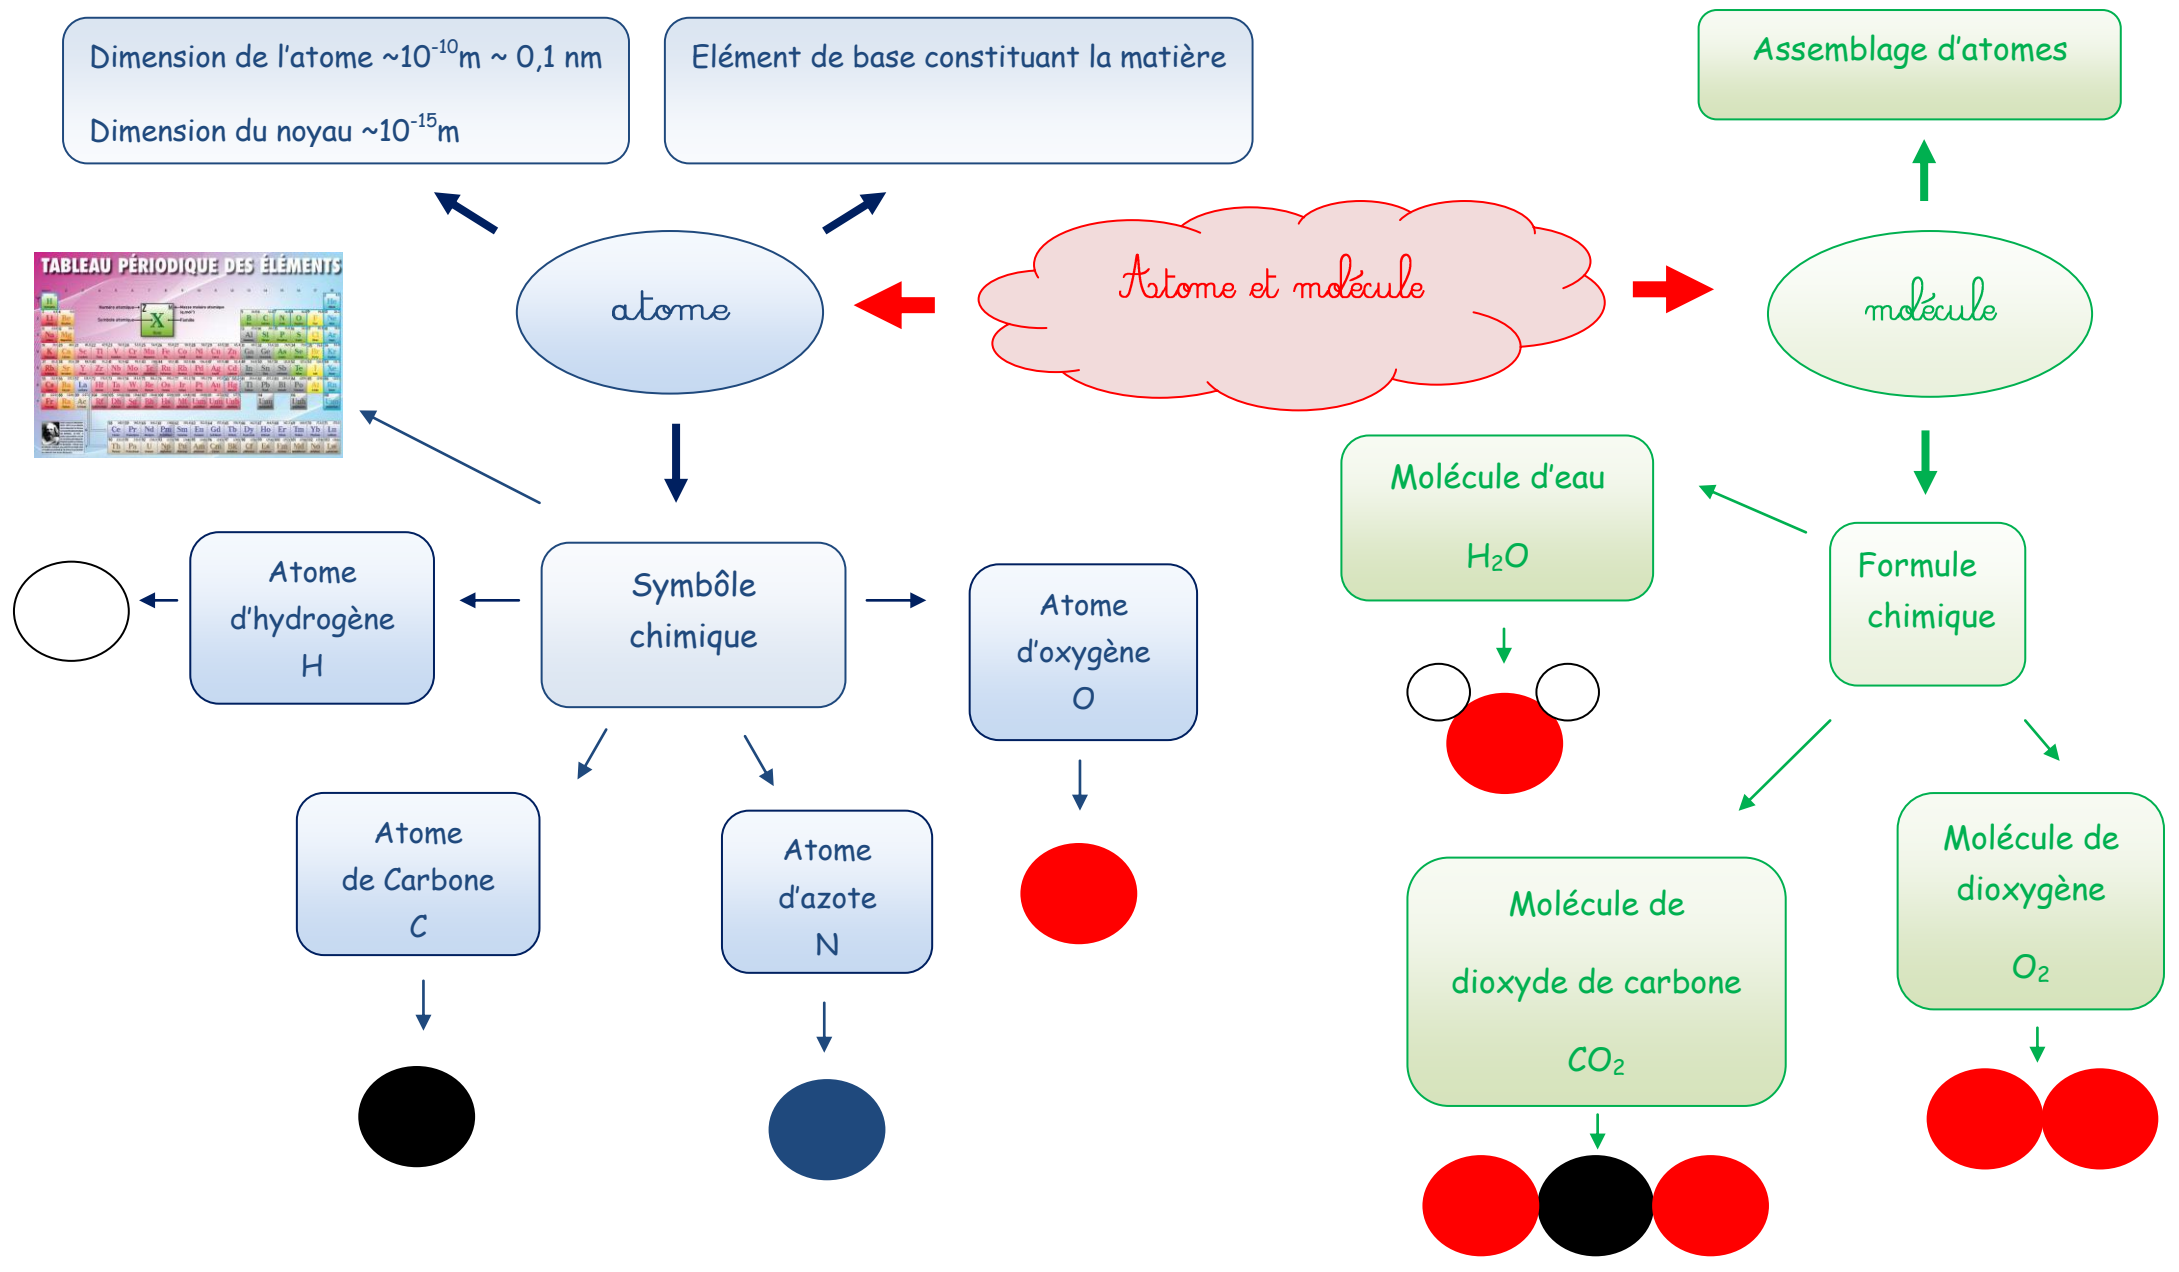 Dimension de l'atome ~10⁻¹⁰m ~ 0,1 nm
Dimension du noyau ~10⁻¹⁵m
Elément de base constituant la matière
Assemblage d'atomes
TABLEAU PÉRIODIQUE DES ÉLÉMENTS
atome
Atome et molécule
molécule
Molécule d'eau
H₂O
Formule
chimique
Atome
d'hydrogène
H
Symbôle
chimique
Atome
d'oxygène
O
Atome
de Carbone
C
Atome
d'azote
N
Molécule de
dioxyde de carbone
CO₂
Molécule de
dioxygène
O₂